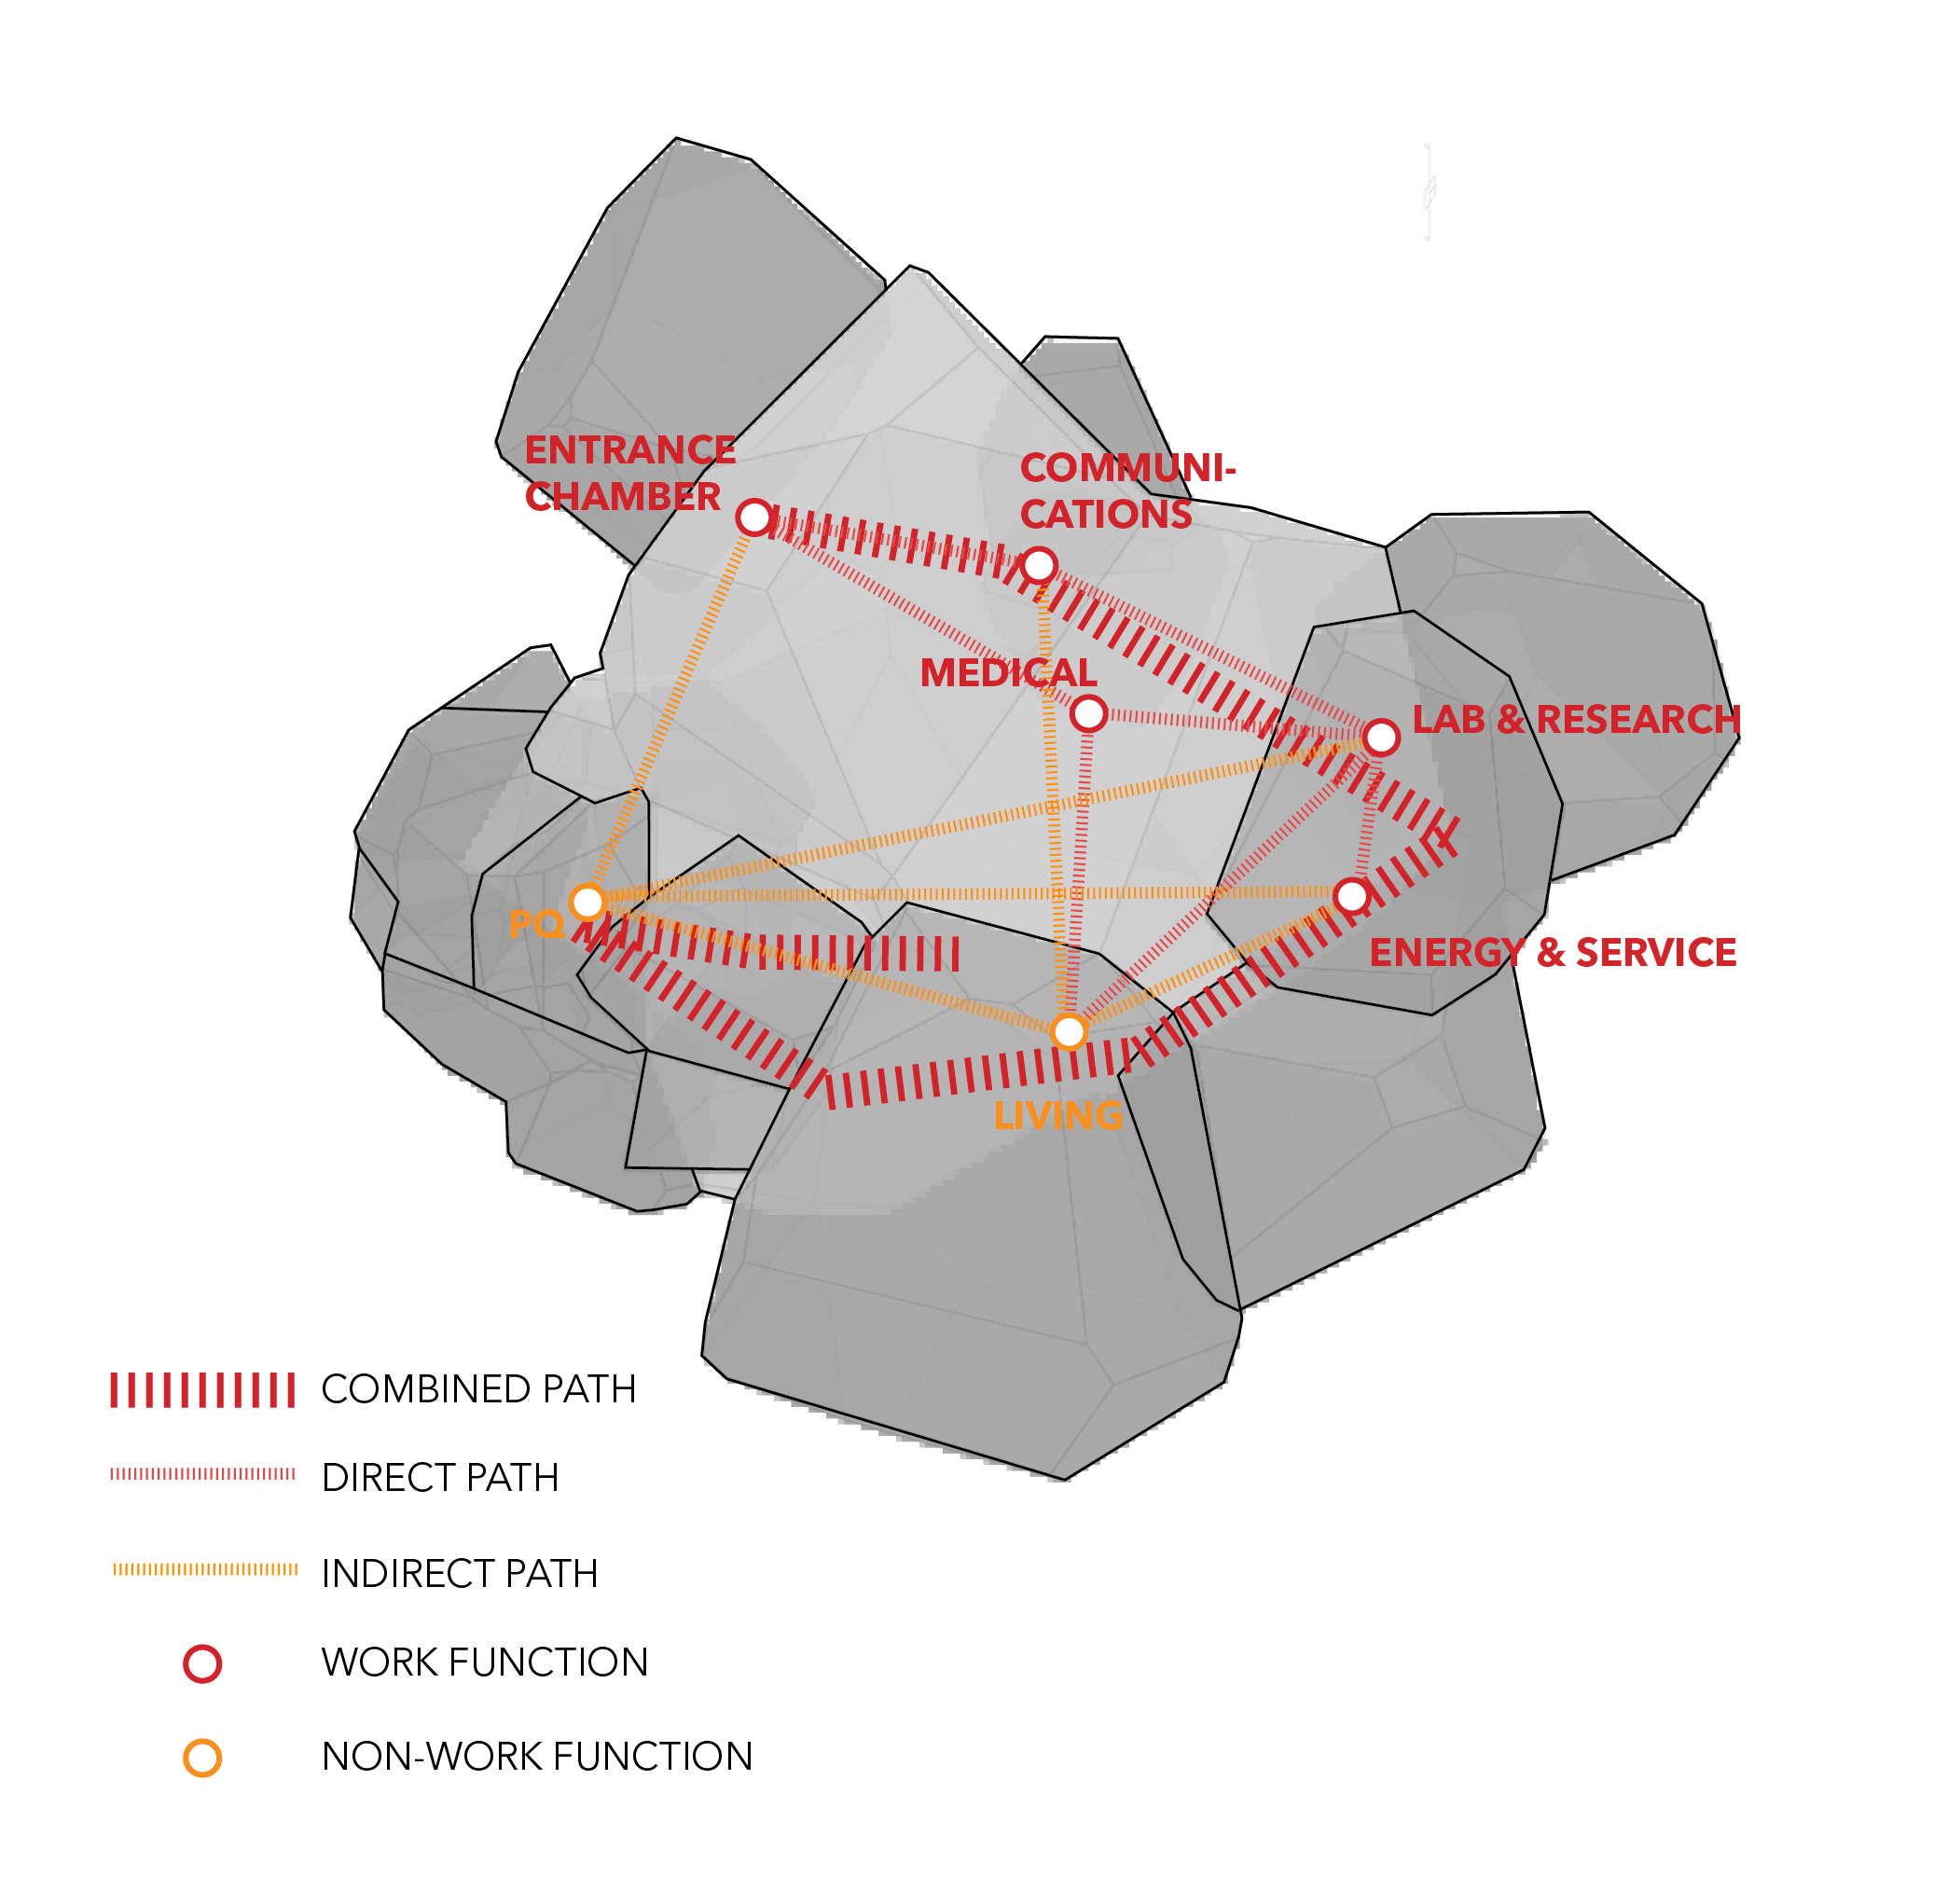 ENTRANCE
CHAMBER
COMMUNI-
CATIONS
MEDICAL
LAB & RESEARCH
PQ
ENERGY & SERVICE
LIVING
COMBINED PATH
DIRECT PATH
INDIRECT PATH
WORK FUNCTION
NON-WORK FUNCTION